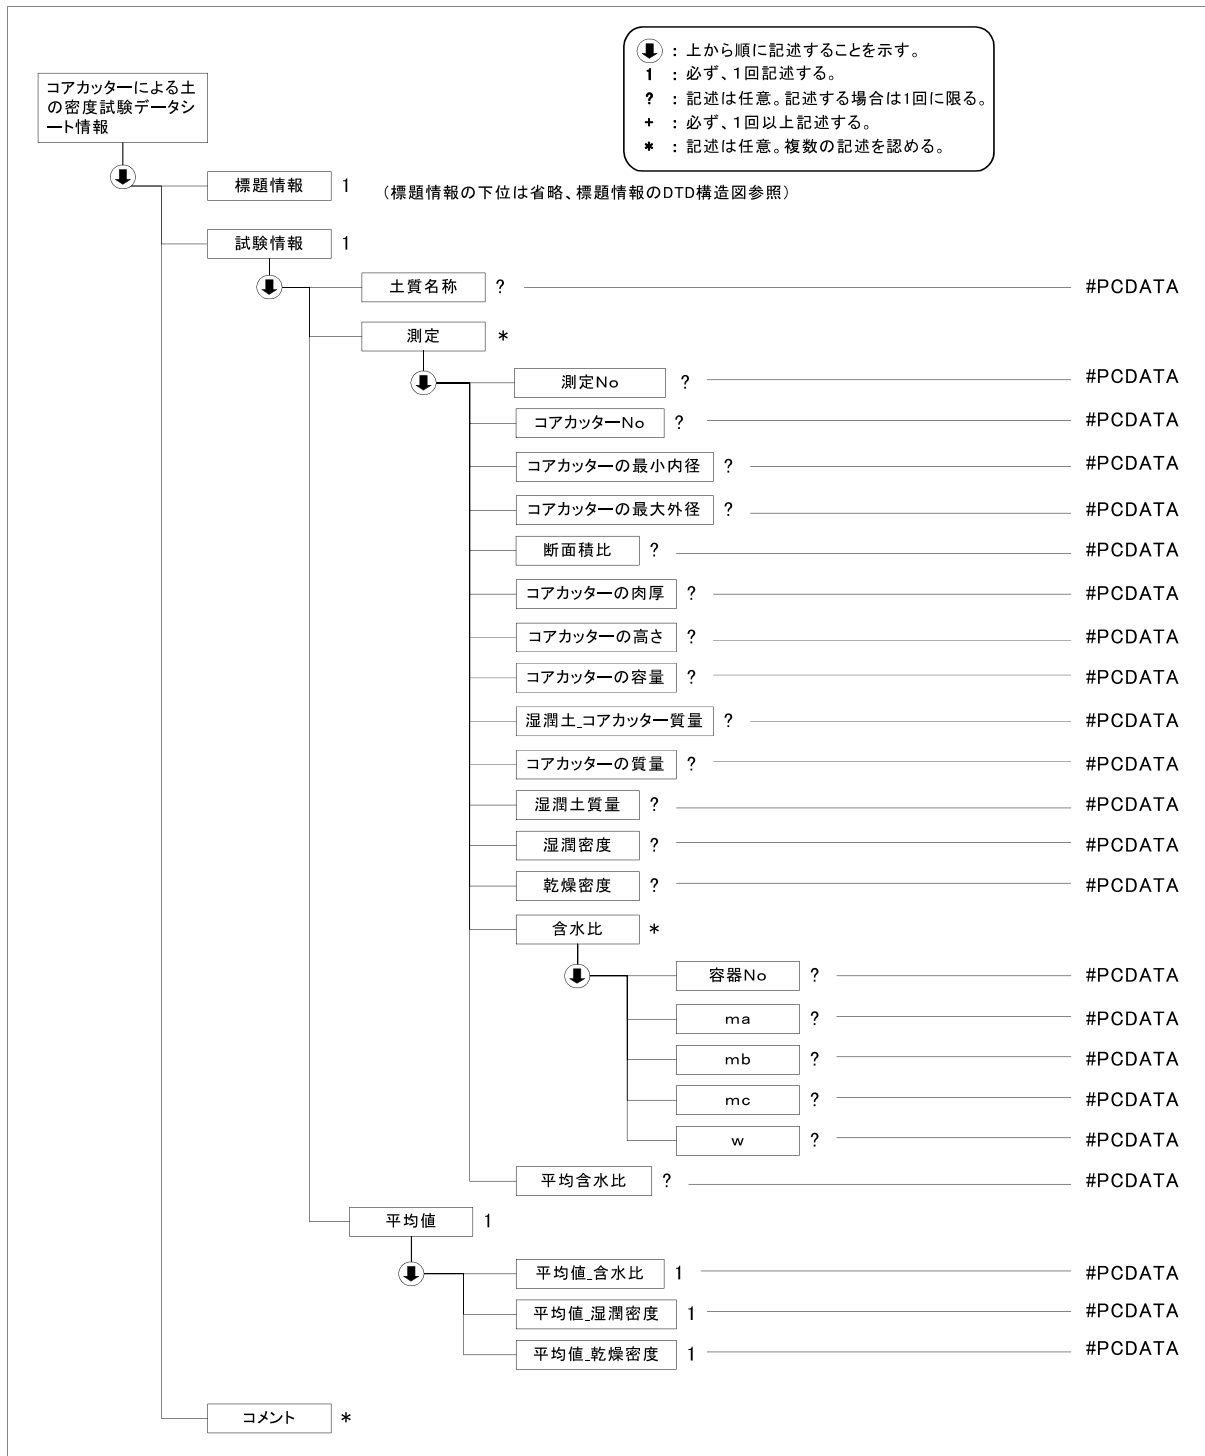 ：上から順に記述することを示す。
1 ：必ず、1回記述する。
? ：記述は任意。記述する場合は1回に限る。
+ ：必ず、1回以上記述する。
* ：記述は任意。複数の記述を認める。
コアカッターによる土
の密度試験データシ
ート情報
標題情報 1 (標題情報の下位は省略、標題情報のDTD構造図参照)
試験情報 1
土質名称 ? #PCDATA
測定 *
測定No ? #PCDATA
コアカッターNo ? #PCDATA
コアカッターの最小内径 ? #PCDATA
コアカッターの最大外径 ? #PCDATA
断面積比 ? #PCDATA
コアカッターの肉厚 ? #PCDATA
コアカッターの高さ ? #PCDATA
コアカッターの容量 ? #PCDATA
湿潤土_コアカッター質量 ? #PCDATA
コアカッターの質量 ? #PCDATA
湿潤土質量 ? #PCDATA
湿潤密度 ? #PCDATA
乾燥密度 ? #PCDATA
含水比 *
容器No ? #PCDATA
ma ? #PCDATA
mb ? #PCDATA
mc ? #PCDATA
w ? #PCDATA
平均含水比 ? #PCDATA
平均値 1
平均値_含水比 1 #PCDATA
平均値_湿潤密度 1 #PCDATA
平均値_乾燥密度 1 #PCDATA
コメント *